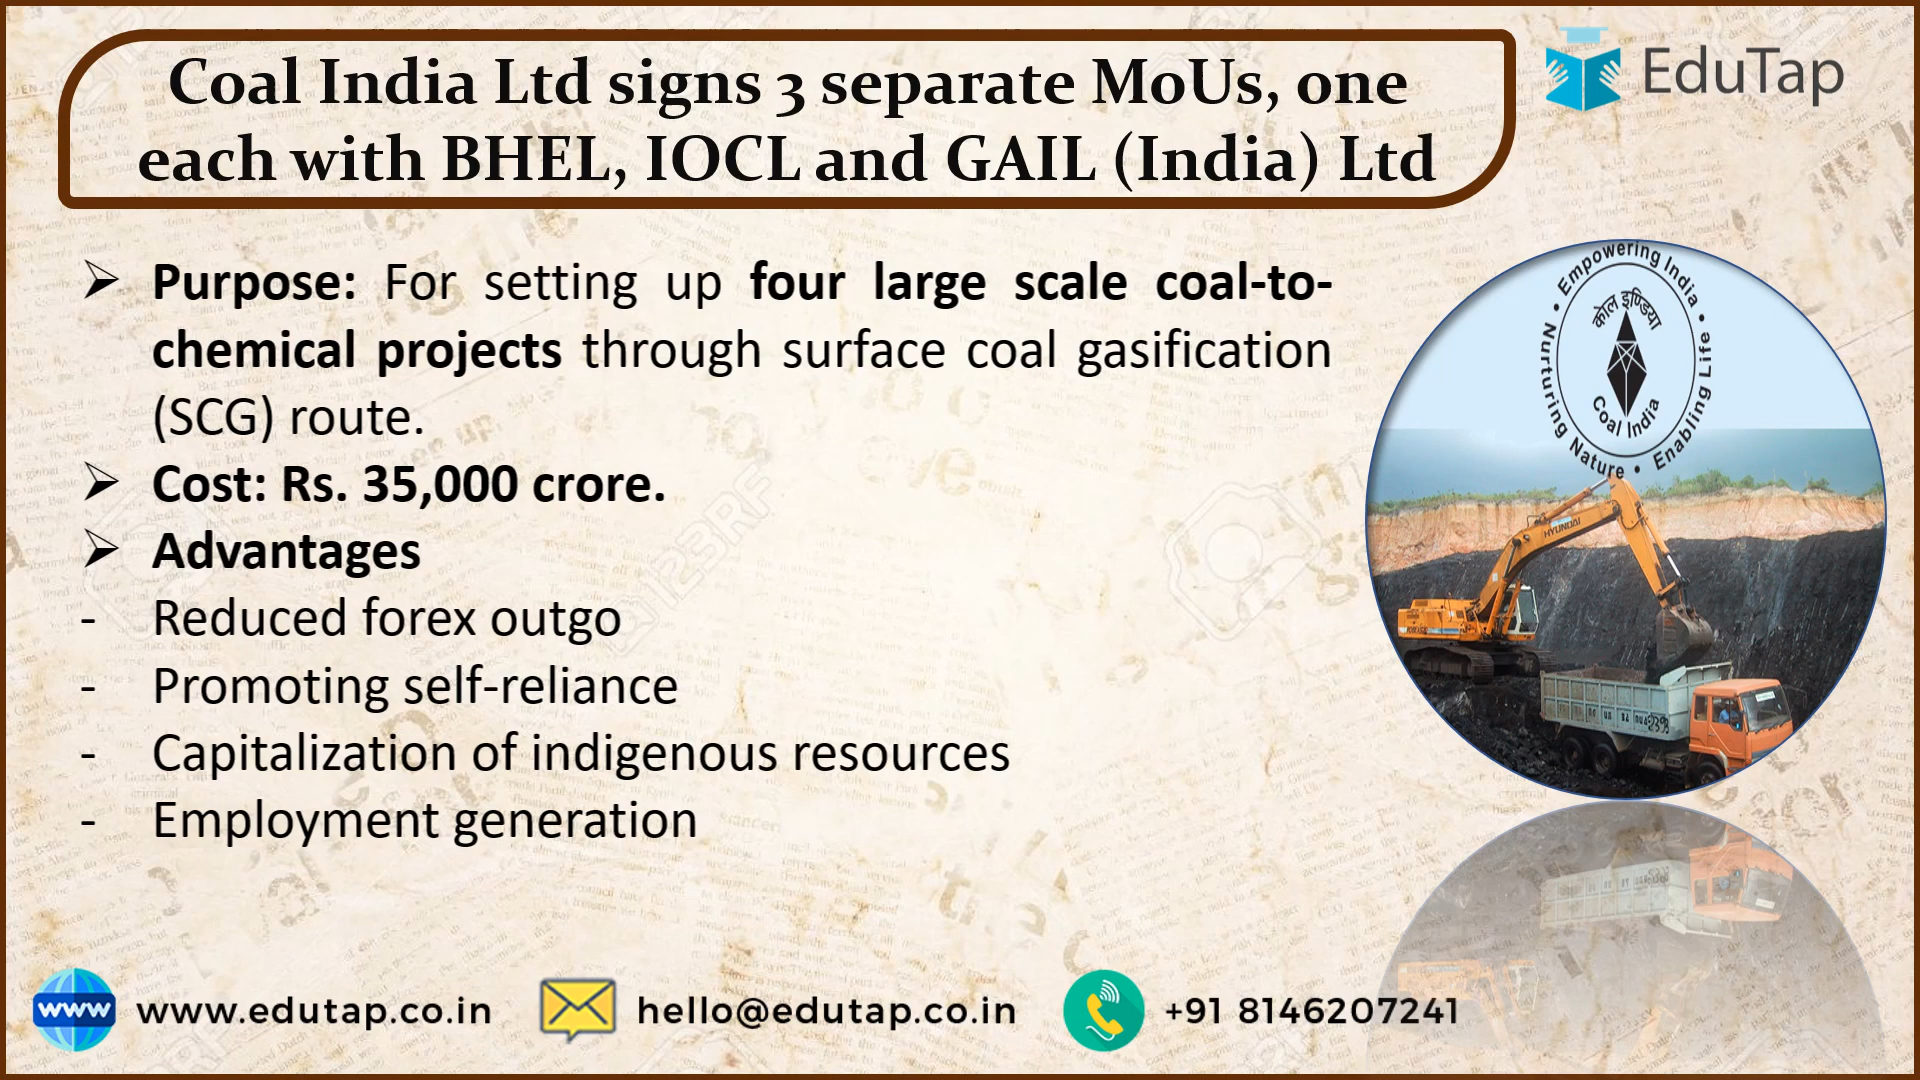 Coal India Ltd signs 3 separate MoUs, one
each with BHEL, IOCL and GAIL (India) Ltd
EduTap
➢ Purpose: For setting up four large scale coal-to-
chemical projects through surface coal gasification
(SCG) route.
➢ Cost: Rs. 35,000 crore.
➢ Advantages
- Reduced forex outgo
- Promoting self-reliance
- Capitalization of indigenous resources
- Employment generation
• Empowering India •
Nurturing Nature • Enabling Life
कोल इण्डिया
Coal India
HYUNDAI
123RF
www
www.edutap.co.in
hello@edutap.co.in
+91 8146207241